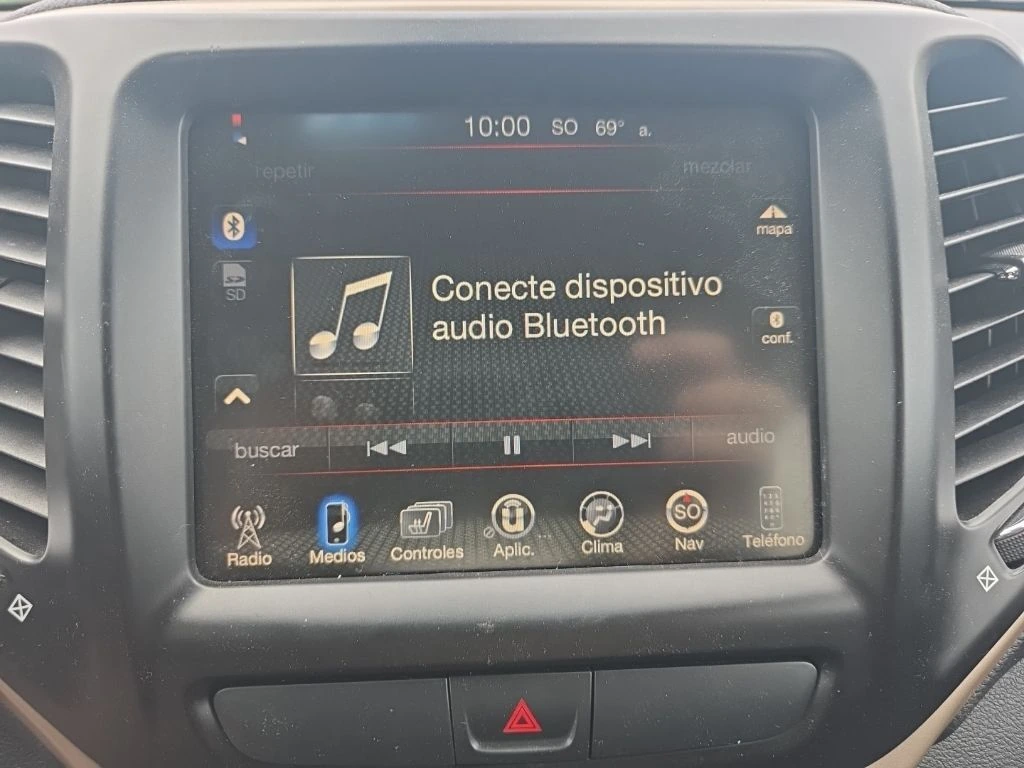 10:00 SO 69° a.
repetir mezclar
mapa
SD
Conecte dispositivo
audio Bluetooth
conf.
buscar audio
SO
Radio Medios Controles Aplic. Clima Nav Teléfono